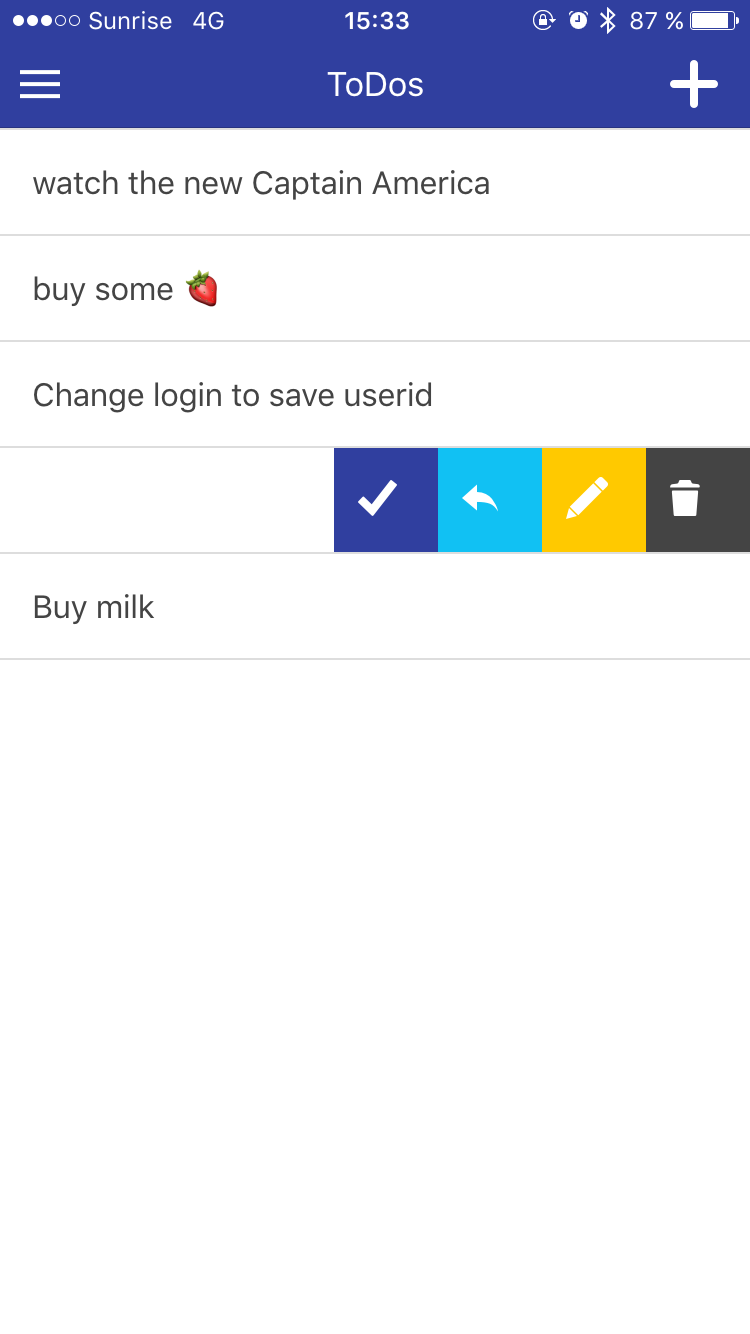 Sunrise 4G 15:33 87 %
ToDos
watch the new Captain America
buy some 🍓
Change login to save userid
Buy milk